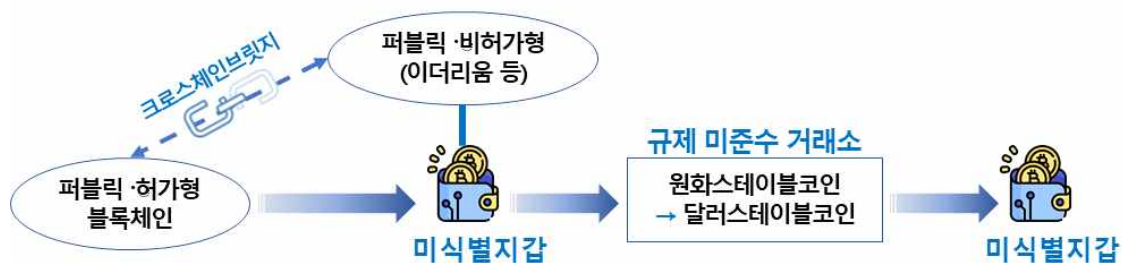 크로스체인브릿지
퍼블릭 ·비허가형
(이더리움 등)
퍼블릭 ·허가형
블록체인
미식별지갑
규제 미준수 거래소
원화스테이블코인
→ 달러스테이블코인
미식별지갑